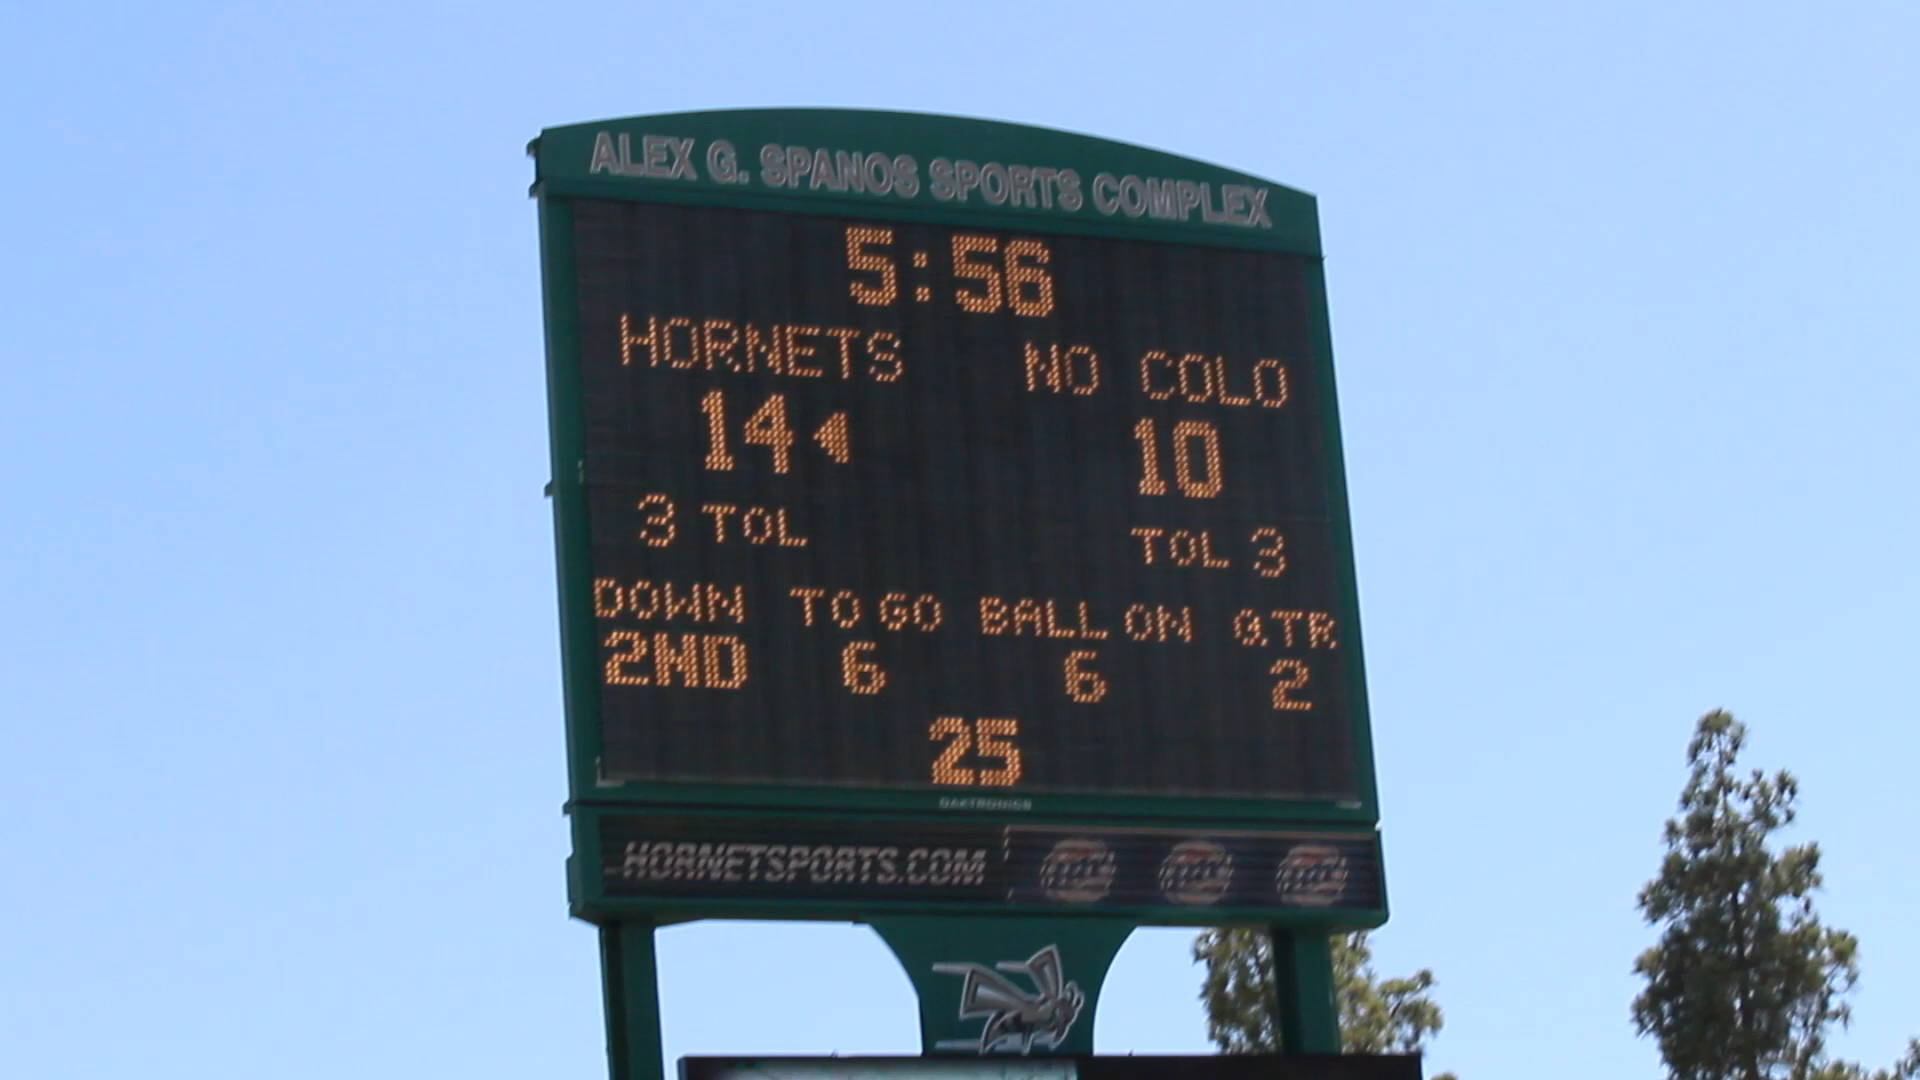 ALEX G. SPANOS SPORTS COMPLEX
5:56
HORNETS NO COLO
14 10
3 TOL TOL 3
DOWN TO GO BALL ON QTR
2ND 6 6 2
25
DAKTRONICS
HORNETSPORTS.COM